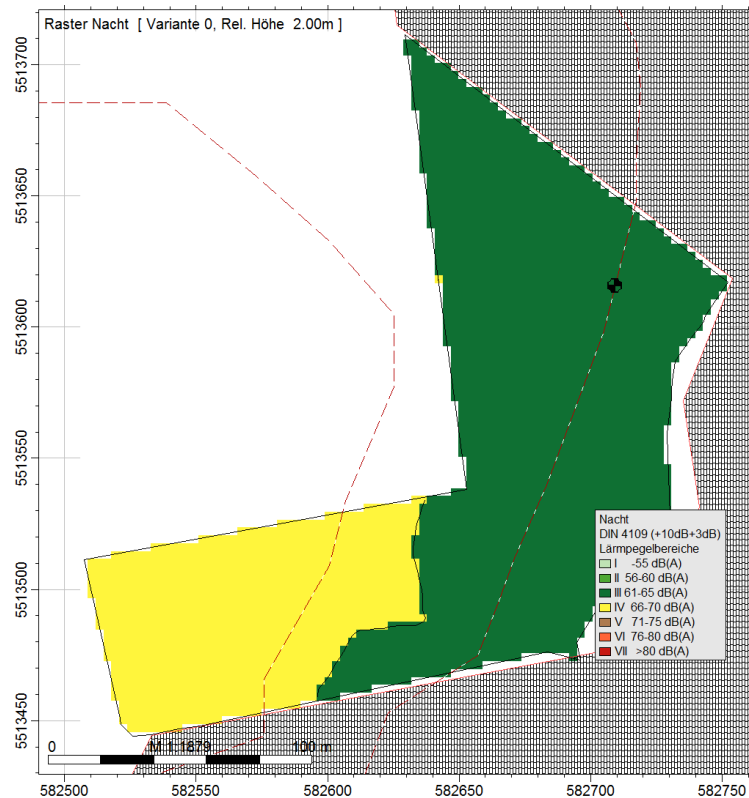 Raster Nacht [ Variante 0, Rel. Höhe 2.00m ]
5513700
5513650
5513600
5513550
5513500
5513450
Nacht
DIN 4109 (+10dB+3dB)
Lärmpegelbereiche
I -55 dB(A)
II 56-60 dB(A)
III 61-65 dB(A)
IV 66-70 dB(A)
V 71-75 dB(A)
VI 76-80 dB(A)
VII >80 dB(A)
0 M 1:1879 100 m
582500 582550 582600 582650 582700 582750